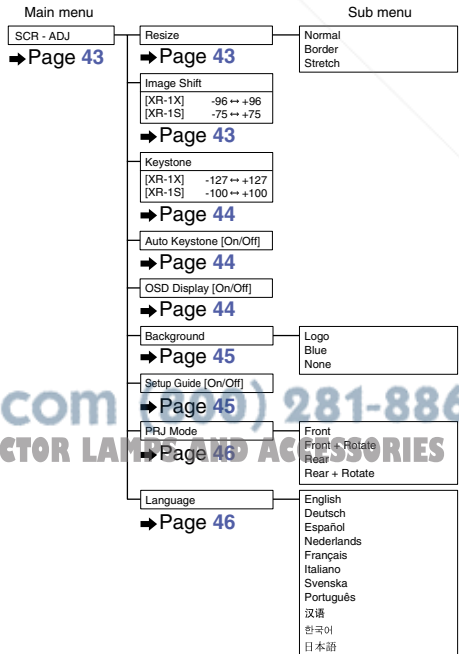 Main menu
Sub menu
SCR - ADJ
➡Page 43
Resize
➡Page 43
Normal
Border
Stretch
Image Shift
[XR-1X] -96 ↔ +96
[XR-1S] -75 ↔ +75
➡Page 43
Keystone
[XR-1X] -127 ↔ +127
[XR-1S] -100 ↔ +100
➡Page 44
Auto Keystone [On/Off]
➡Page 44
OSD Display [On/Off]
➡Page 44
Background
➡Page 45
Logo
Blue
None
Setup Guide [On/Off]
➡Page 45
com (800) 281-886
CTOR LAMPS AND ACCESSORIES
PRJ Mode
➡Page 46
Front
Front + Rotate
Rear
Rear + Rotate
Language
➡Page 46
English
Deutsch
Español
Nederlands
Français
Italiano
Svenska
Português
汉语
한국어
日本語